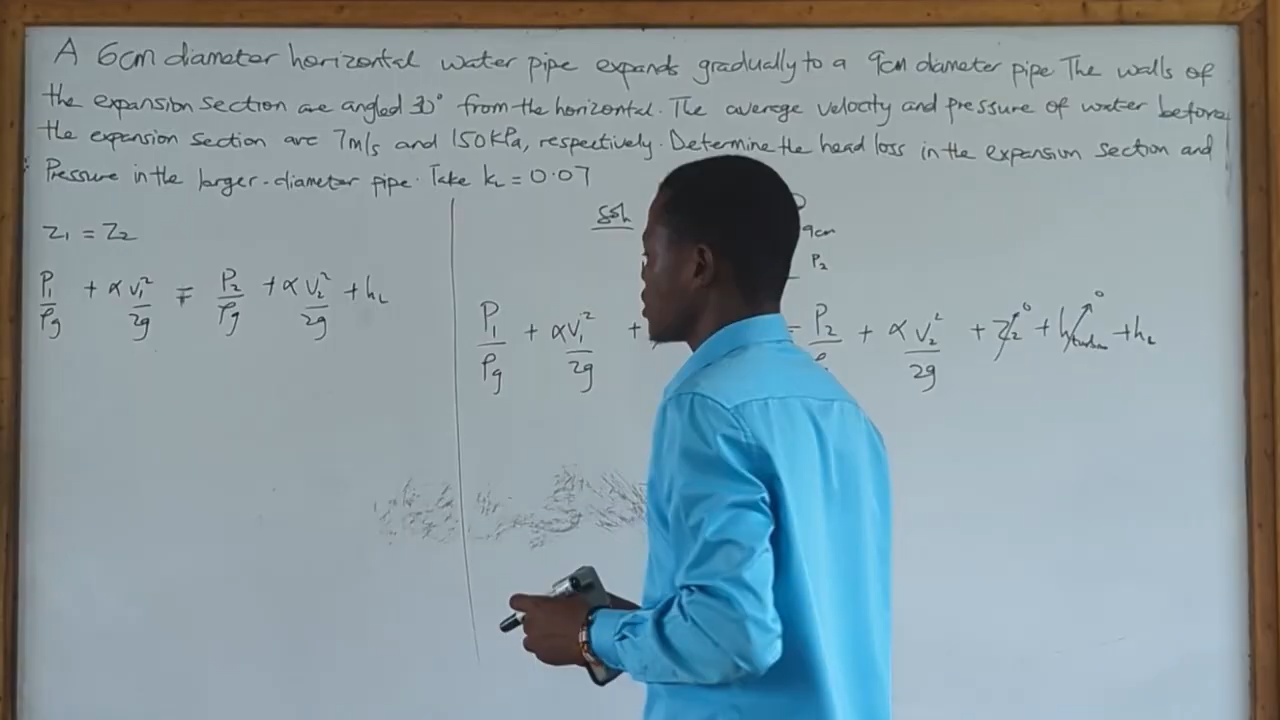 A 6cm diameter horizontal water pipe expands gradually to a 9cm diameter pipe The walls of
the expansion section are angled 30° from the horizontal. The average velocity and pressure of water before
the expansion section are 7m/s and 150KPa, respectively. Determine the head loss in the expansion section and
Pressure in the larger-diameter pipe. Take kL = 0.07
Z₁ = Z₂
P₁/ρg + αV₁²/2g = P₂/ρg + αV₂²/2g + hL
9cm
P₂
P₁/ρg + αV₁²/2g + = P₂ + αV₂²/2g + Z₂ 0 + hturbine 0 + hL